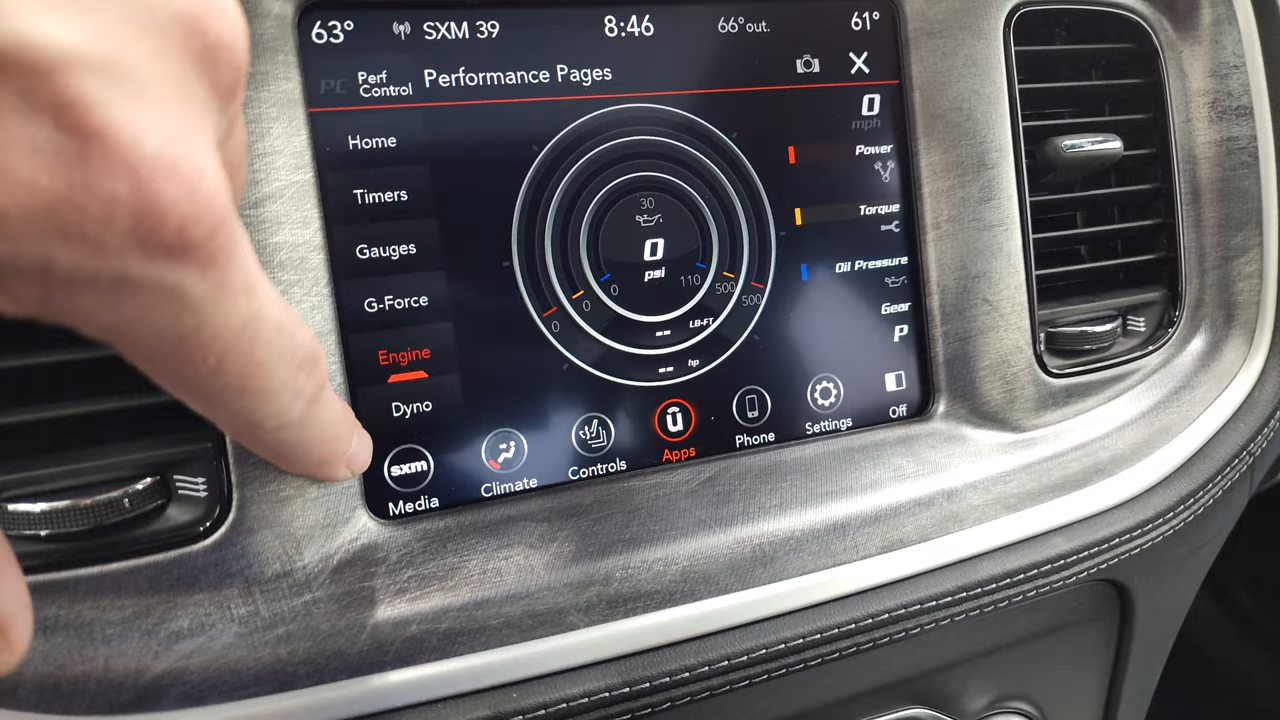 63° SXM 39 8:46 66°out. 61°
PC Perf Control Performance Pages
0
mph
Home
Timers
Gauges
G-Force
Engine
Dyno
30
0
psi
0 110
0 500
0 500
-- LB-FT
-- hp
Power
Torque
Oil Pressure
Gear
P
sxm
Media
Climate
Controls
ū
Apps
Phone
Settings
Off